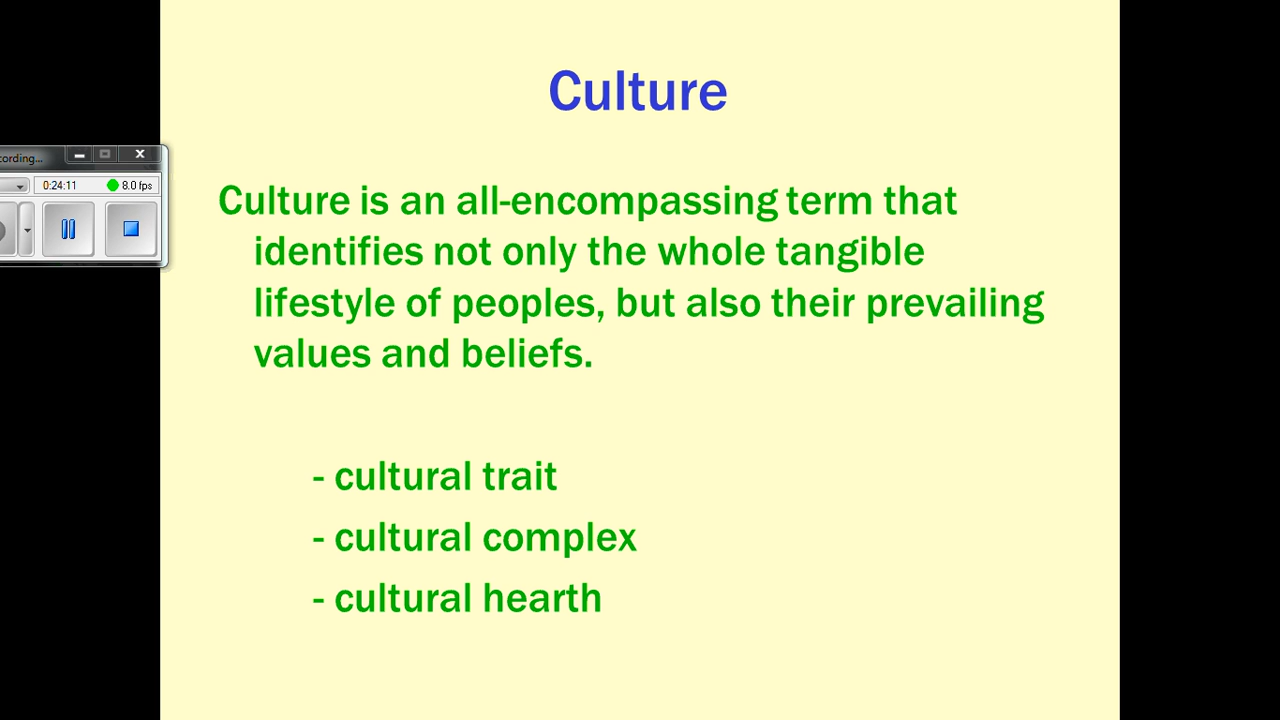 Culture
cording...
0:24:11 8.0 fps
Culture is an all-encompassing term that
identifies not only the whole tangible
lifestyle of peoples, but also their prevailing
values and beliefs.
- cultural trait
- cultural complex
- cultural hearth